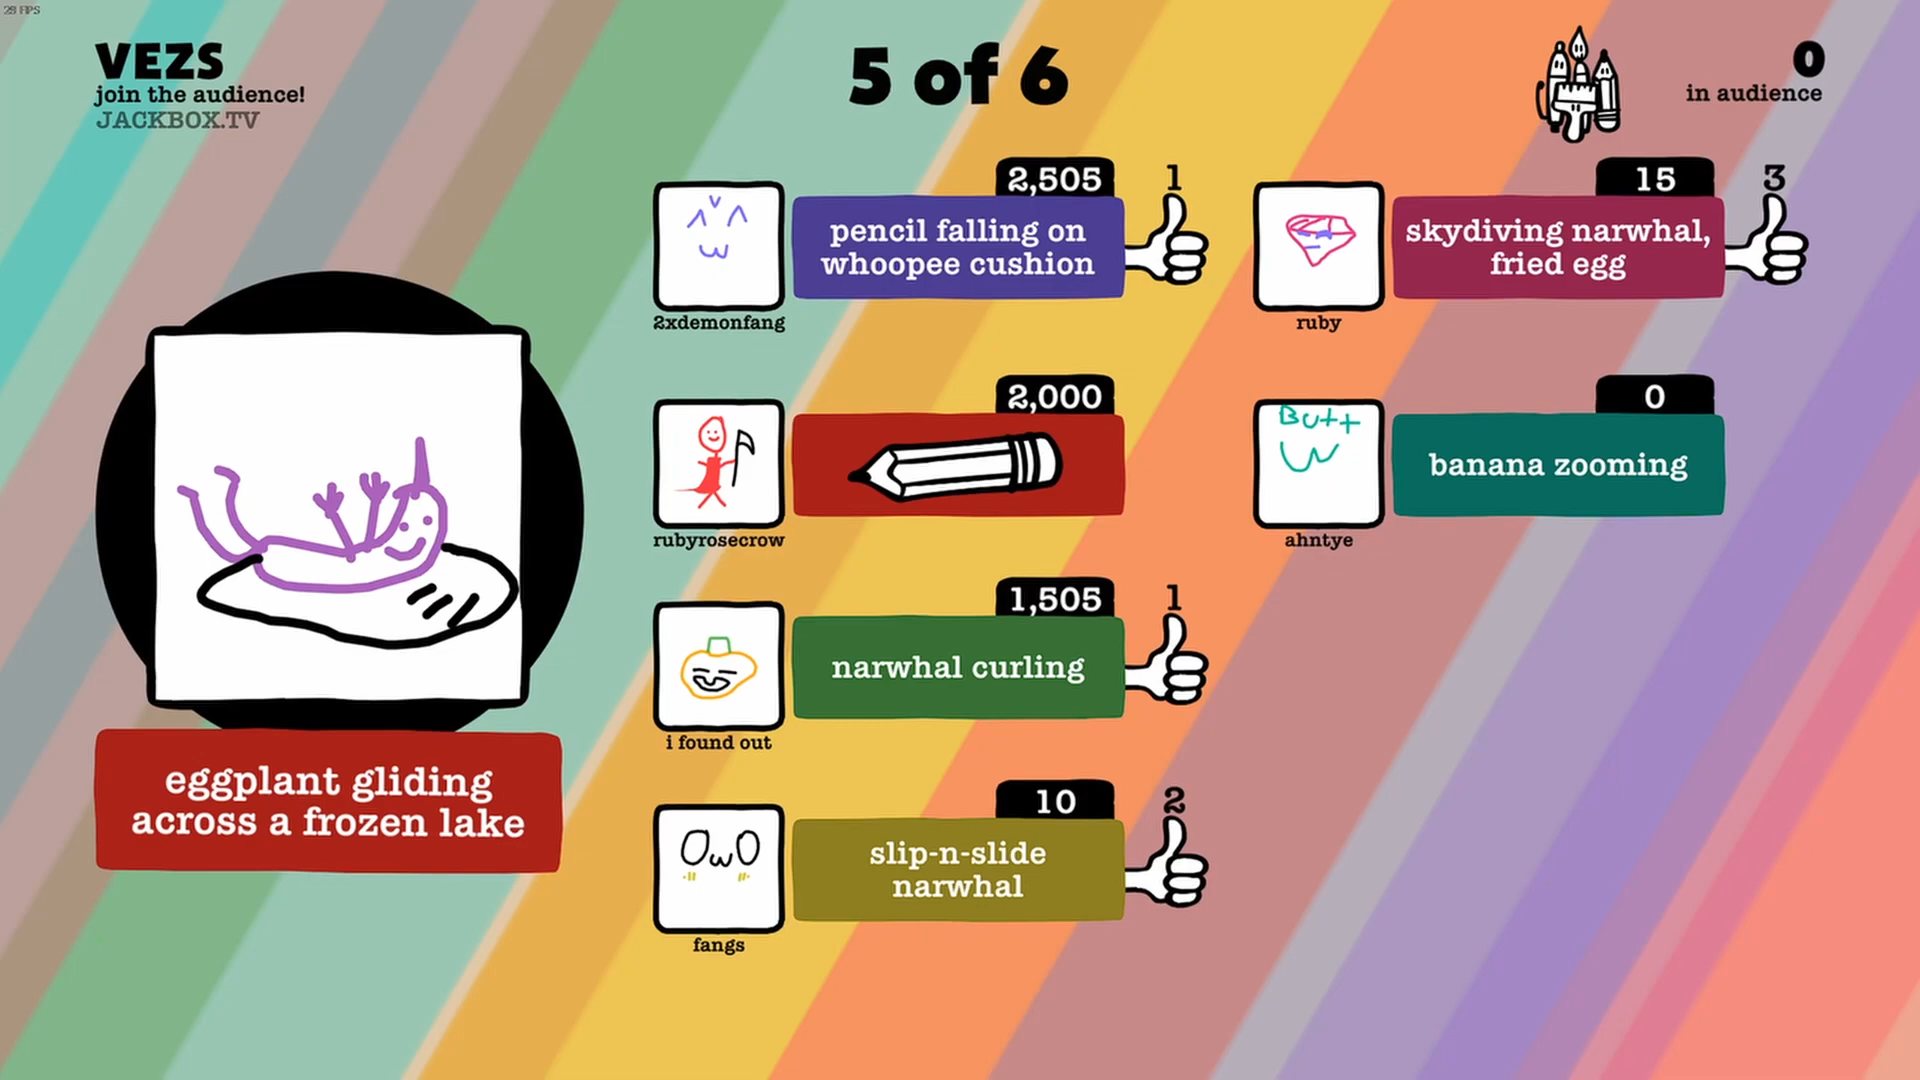 28 FPS
VEZS
join the audience!
JACKBOX.TV
5 of 6
0
in audience
2,505
1
pencil falling on
whoopee cushion
2xdemonfang
15
3
skydiving narwhal,
fried egg
ruby
2,000
rubyrosecrow
0
Butt
banana zooming
ahntye
1,505
1
narwhal curling
i found out
10
2
OwO
slip-n-slide
narwhal
fangs
eggplant gliding
across a frozen lake